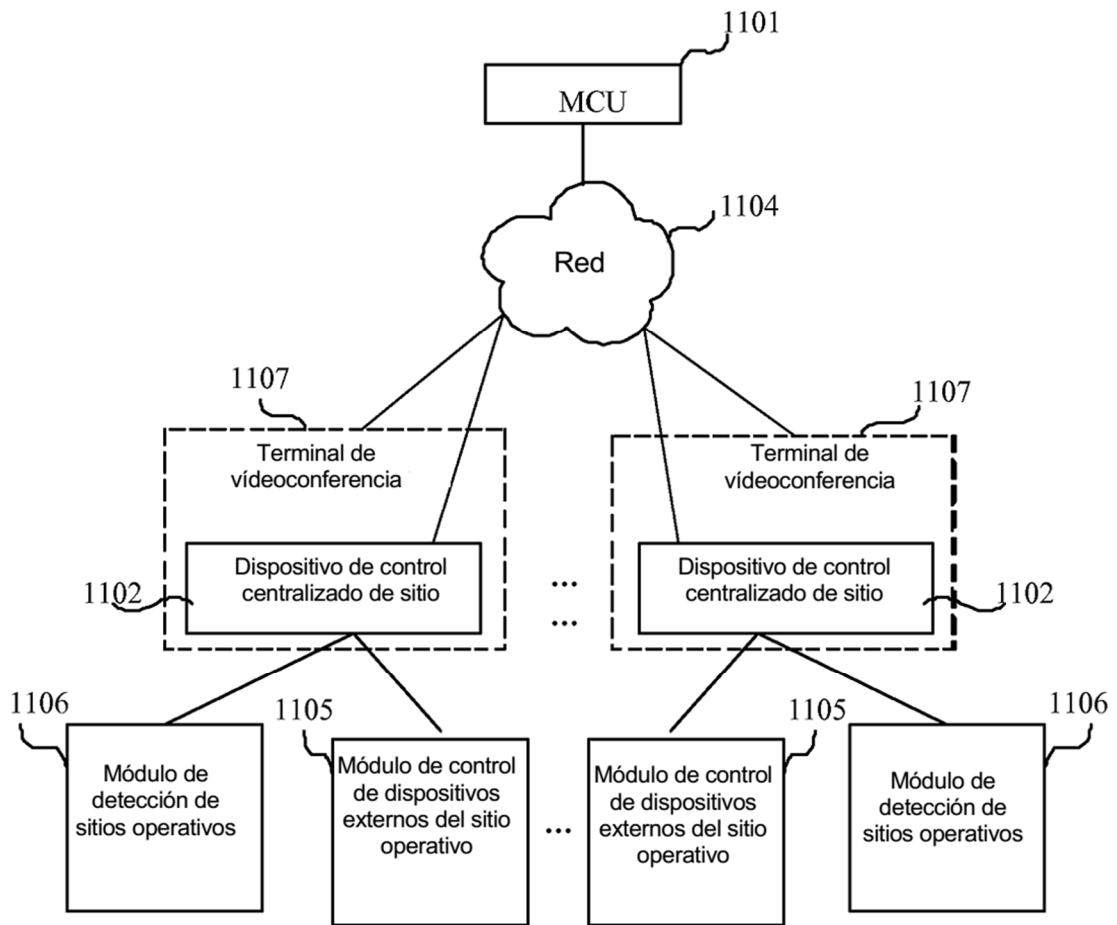 1101
MCU
1104
Red
1107
1107
Terminal de
vídeoconferencia
Terminal de
vídeoconferencia
1102
Dispositivo de control
centralizado de sitio
...
...
Dispositivo de control
centralizado de sitio
1102
1106
1105
1105
1106
Módulo de
detección de
sitios operativos
Módulo de control
de dispositivos
externos del sitio
operativo
...
Módulo de control
de dispositivos
externos del sitio
operativo
Módulo de
detección de
sitios operativos